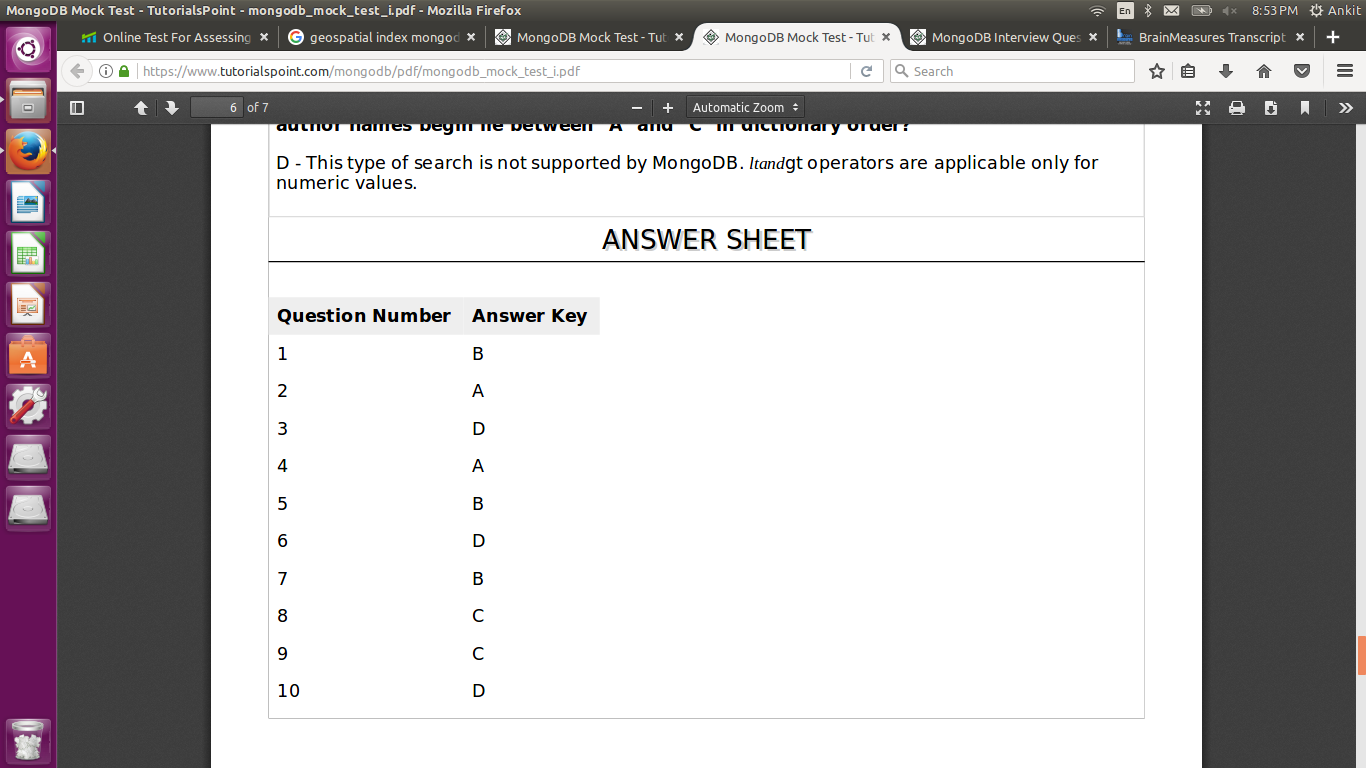 MongoDB Mock Test - TutorialsPoint - mongodb_mock_test_i.pdf - Mozilla Firefox
En
8:53 PM
Ankit
Online Test For Assessing
geospatial index mongod
MongoDB Mock Test - Tut
MongoDB Mock Test - Tut
MongoDB Interview Ques
BrainMeasures Transcript
https://www.tutorialspoint.com/mongodb/pdf/mongodb_mock_test_i.pdf
Search
6 of 7
Automatic Zoom
author names begin lie between "A" and "C" in dictionary order?
D - This type of search is not supported by MongoDB. ltandgt operators are applicable only for
numeric values.
ANSWER SHEET
Question Number Answer Key
1 B
2 A
3 D
4 A
5 B
6 D
7 B
8 C
9 C
10 D